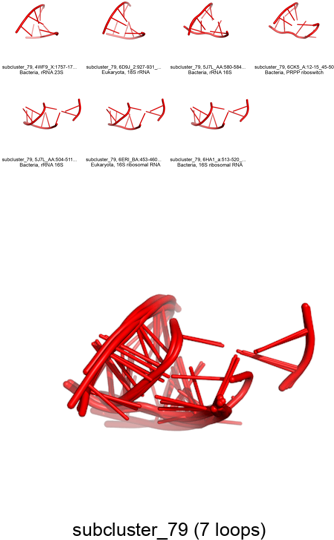 subcluster_79, 4WF9_X:1757-17...
Bacteria, rRNA 23S
subcluster_79, 6D9J_2:927-931_...
Eukaryota, 18S rRNA
subcluster_79, 5J7L_AA:580-584...
Bacteria, rRNA 16S
subcluster_79, 6CK5_A:12-15_45-50
Bacteria, PRPP riboswitch
subcluster_79, 5J7L_AA:504-511...
Bacteria, rRNA 16S
subcluster_79, 6ERI_BA:453-460...
Eukaryota, 16S ribosomal RNA
subcluster_79, 6HA1_a:513-520_...
Bacteria, 16S ribosomal RNA
subcluster_79 (7 loops)